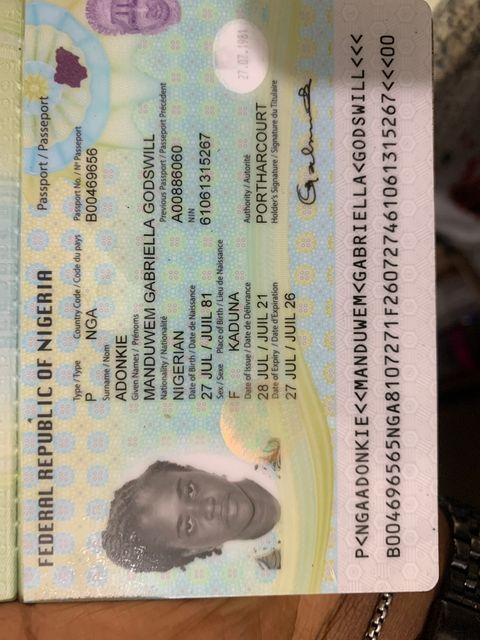 FEDERAL REPUBLIC OF NIGERIA
Passport / Passeport
Type / Type Country Code / Code du pays Passport No. / N° Passeport
P NGA B00469656
Surname / Nom
ADONKIE
Given Names / Prénoms
MANDUWEM GABRIELLA GODSWILL
Nationality / Nationalité Previous Passport / Passeport Précédent
NIGERIAN A00886060
Date of Birth / Date de Naissance NIN
27 JUL / JUIL 81 61061315267
Sex / Sexe Place of Birth / Lieu de Naissance
F KADUNA
Date of Issue / Date de Délivrance Authority / Autorité
28 JUL / JUIL 21 PORTHARCOURT
Date of Expiry / Date d'Expiration Holder's Signature / Signature du Titulaire
27 JUL / JUIL 26
27.07.1981
P<NGAADONKIE<<MANDUWEM<GABRIELLA<GODSWILL<<<
B004696565NGA8107271F260727461061315267<<<00